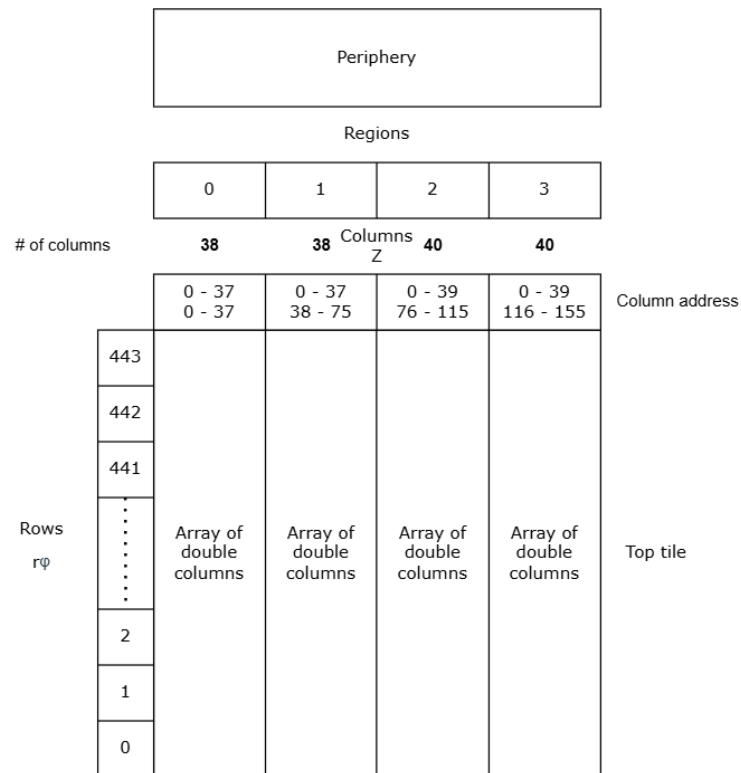 Periphery
Regions
0 1 2 3
# of columns 38 38 Columns 40 40
Z
0 - 37 0 - 37 0 - 39 0 - 39
Column address
0 - 37 38 - 75 76 - 115 116 - 155
443
442
441
Rows
rφ
Array of double columns
Array of double columns
Array of double columns
Array of double columns
Top tile
2
1
0